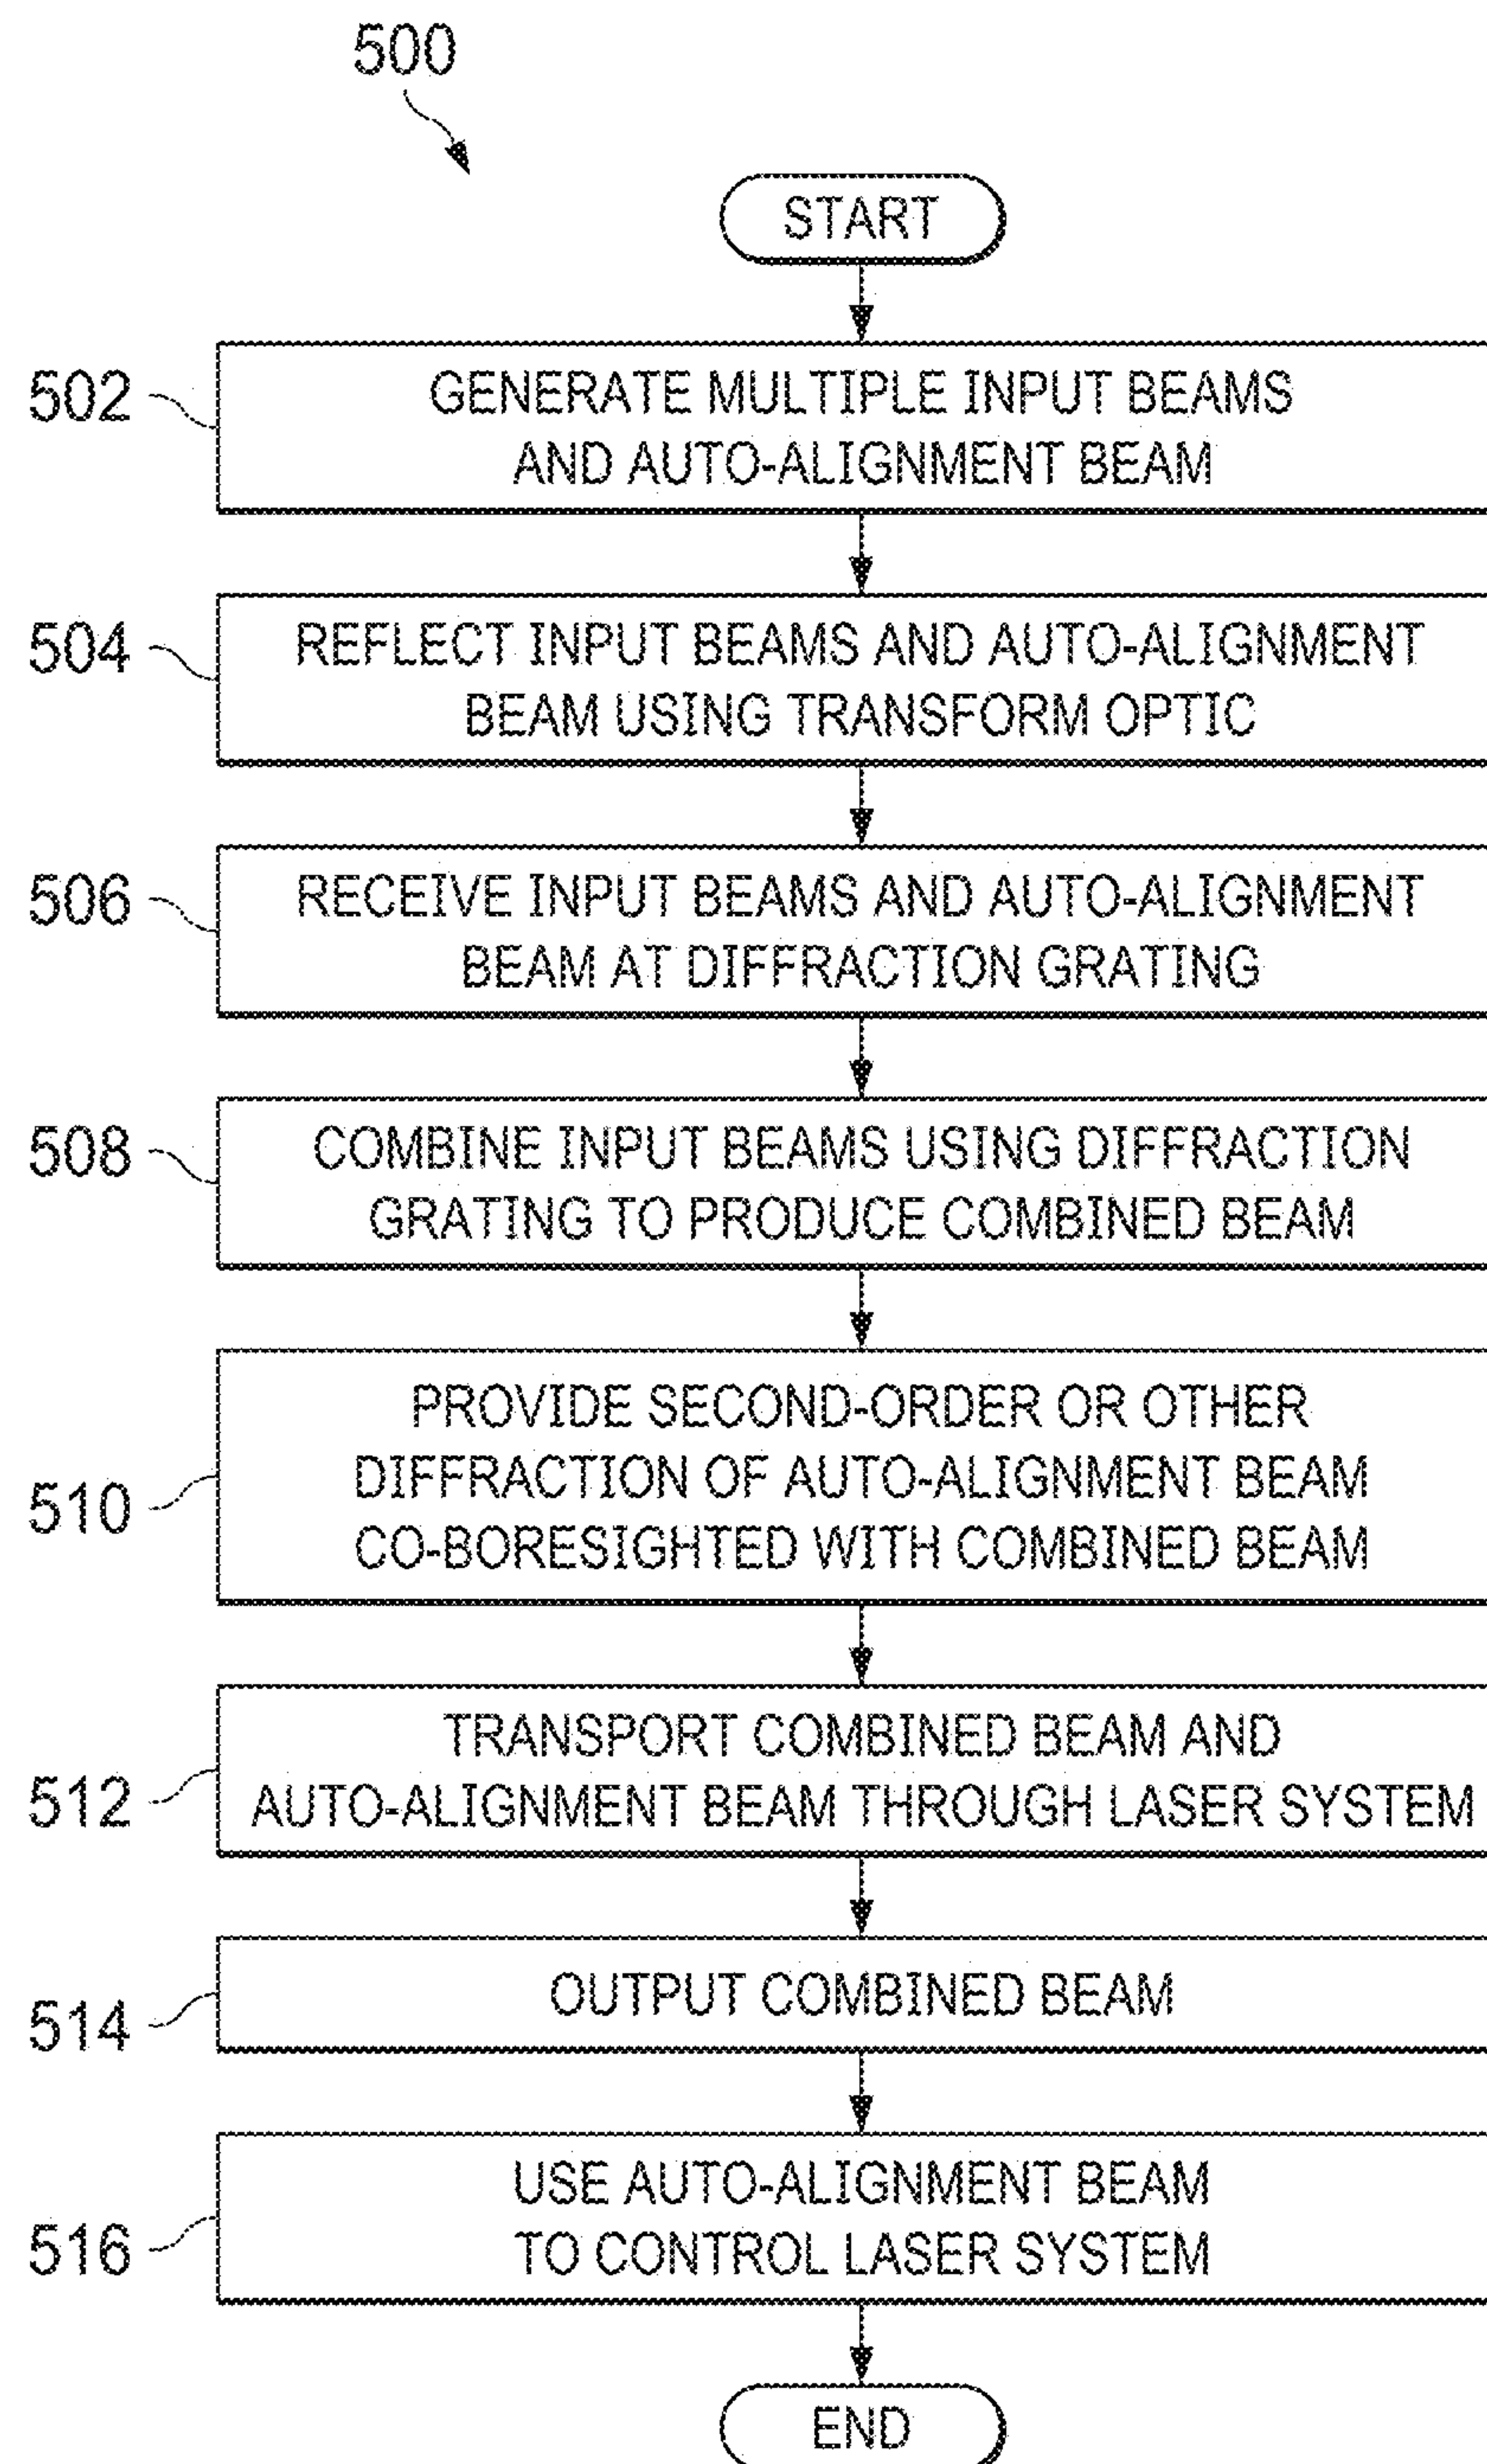 500
START
502
GENERATE MULTIPLE INPUT BEAMS
AND AUTO-ALIGNMENT BEAM
504
REFLECT INPUT BEAMS AND AUTO-ALIGNMENT
BEAM USING TRANSFORM OPTIC
506
RECEIVE INPUT BEAMS AND AUTO-ALIGNMENT
BEAM AT DIFFRACTION GRATING
508
COMBINE INPUT BEAMS USING DIFFRACTION
GRATING TO PRODUCE COMBINED BEAM
510
PROVIDE SECOND-ORDER OR OTHER
DIFFRACTION OF AUTO-ALIGNMENT BEAM
CO-BORESIGHTED WITH COMBINED BEAM
512
TRANSPORT COMBINED BEAM AND
AUTO-ALIGNMENT BEAM THROUGH LASER SYSTEM
514
OUTPUT COMBINED BEAM
516
USE AUTO-ALIGNMENT BEAM
TO CONTROL LASER SYSTEM
END